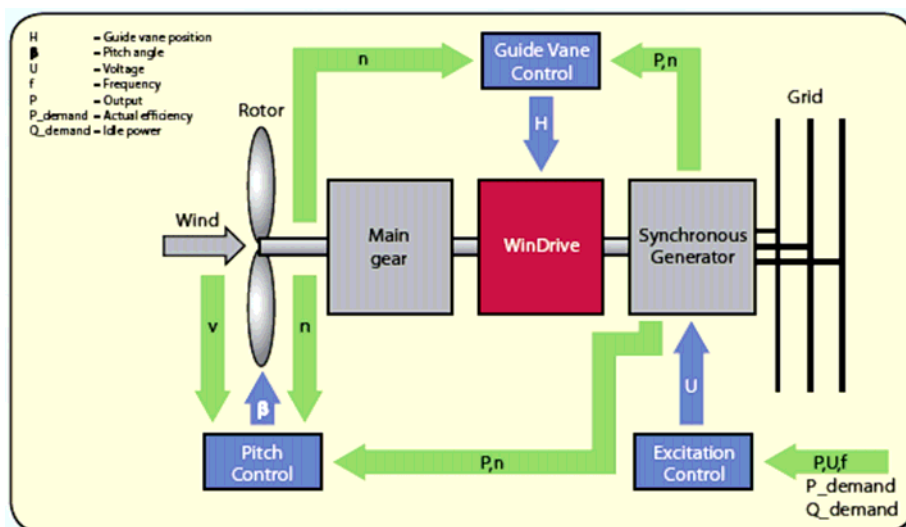 H = Guide vane position
β = Pitch angle
U = Voltage
f = Frequency
P = Output
P_demand = Actual efficiency
Q_demand = Idle power
n
Guide Vane
Control
P,n
Grid
Rotor
H
Wind
Main
gear
WinDrive
Synchronous
Generator
v
n
β
U
Pitch
Control
P,n
Excitation
Control
P,U,f
P_demand
Q_demand